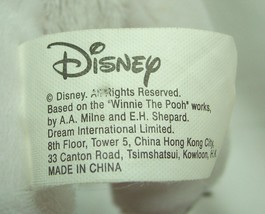 Disney
© Disney. All Rights Reserved.
Based on the "Winnie The Pooh" works,
by A.A. Milne and E.H. Shepard.
Dream International Limited.
8th Floor, Tower 5, China Hong Kong City,
33 Canton Road, Tsimshatsui, Kowloon, H.K
MADE IN CHINA